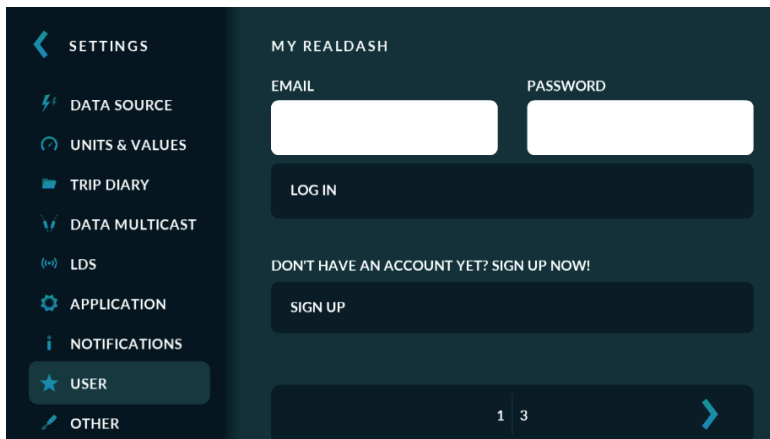 SETTINGS
DATA SOURCE
UNITS & VALUES
TRIP DIARY
DATA MULTICAST
LDS
APPLICATION
NOTIFICATIONS
USER
OTHER
MY REALDASH
EMAIL
PASSWORD
LOG IN
DON'T HAVE AN ACCOUNT YET? SIGN UP NOW!
SIGN UP
1 3